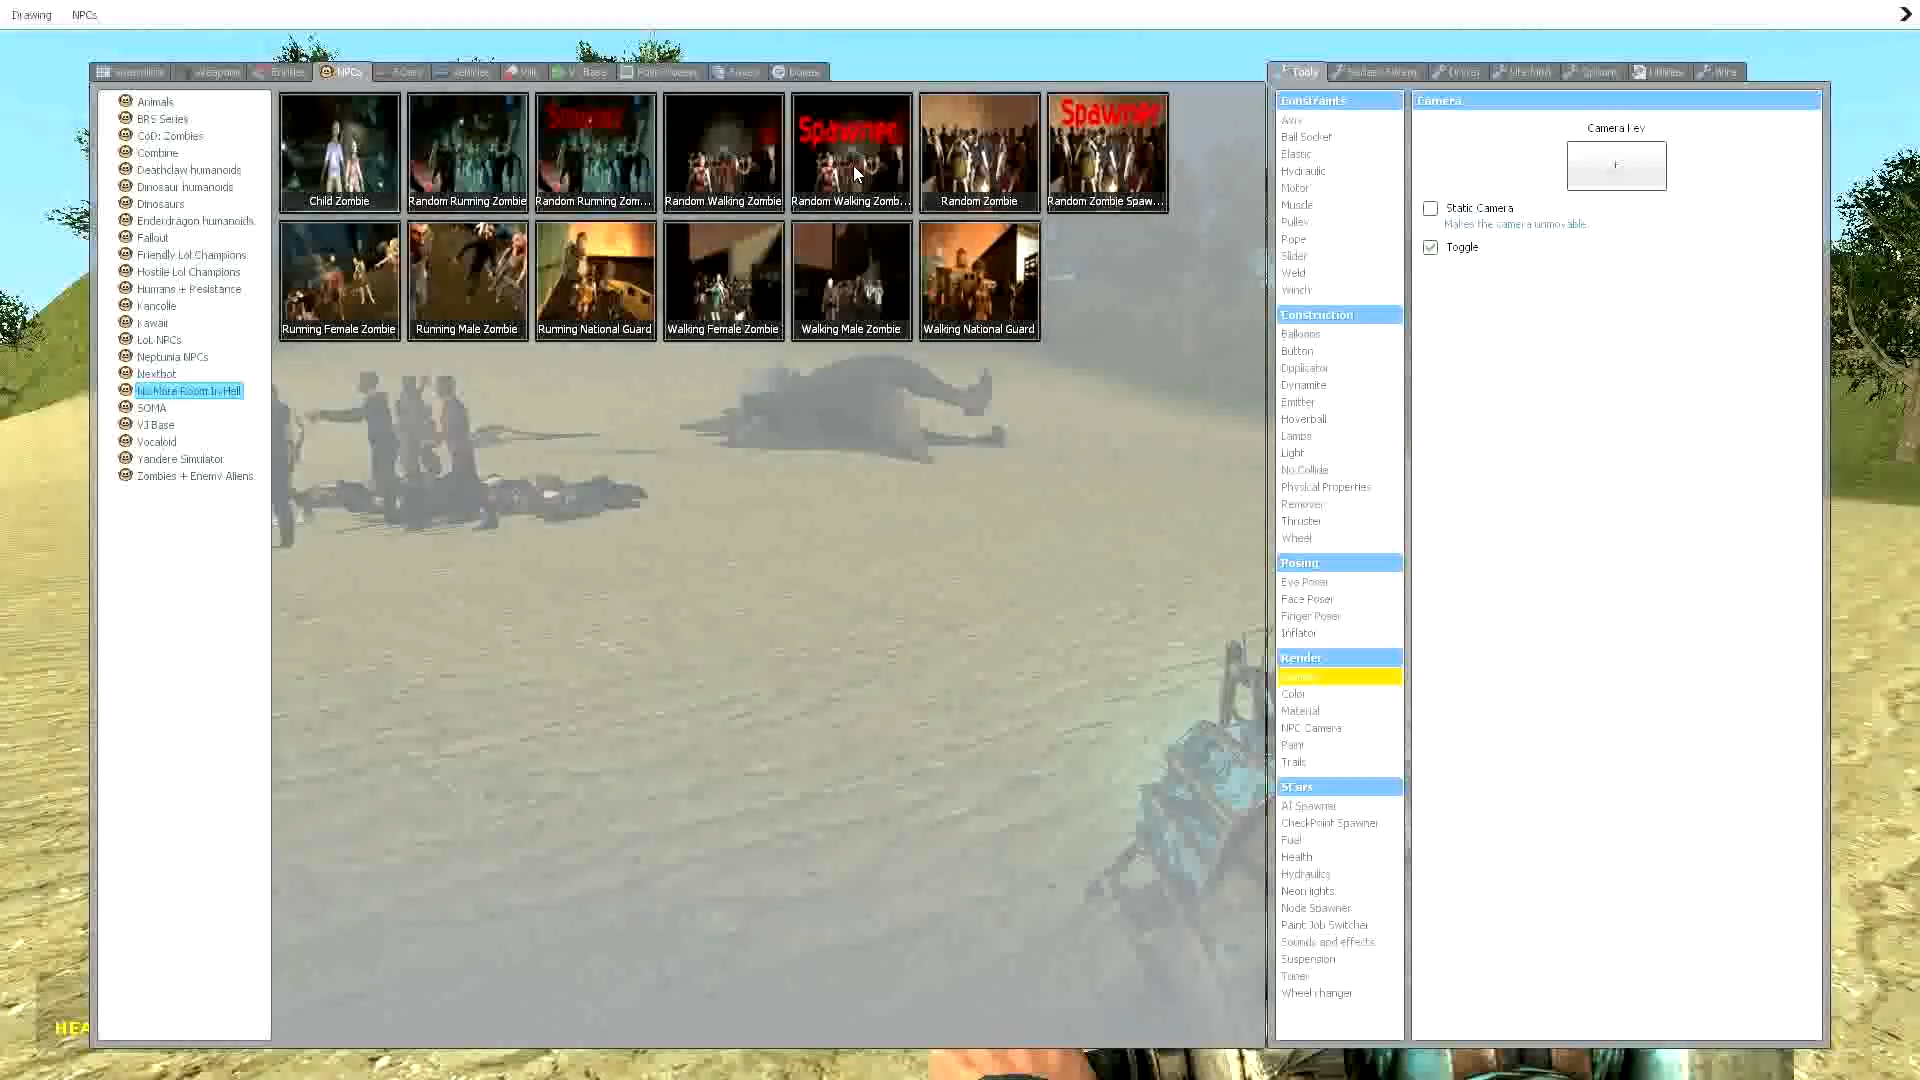 Drawing NPCs
NPCs
Tools
Animals
BRS Series
CoD: Zombies
Combine
Deathclaw humanoids
Dinosaur humanoids
Dinosaurs
Enderdragon humanoids
Fallout
Friendly Lol Champions
Hostile Lol Champions
Humans + Resistance
Kancolle
Kawaii
LoL NPCs
Neptunia NPCs
Nextbot
No More Room In Hell
SOMA
VJ Base
Vocaloid
Yandere Simulator
Zombies + Enemy Aliens
Spawner
Spawner
Spawner
Child Zombie
Random Running Zombie
Random Running Zom...
Random Walking Zombie
Random Walking Zomb...
Random Zombie
Random Zombie Spaw...
Running Female Zombie
Running Male Zombie
Running National Guard
Walking Female Zombie
Walking Male Zombie
Walking National Guard
HEA
Constraints
Axis
Ball Socket
Elastic
Hydraulic
Motor
Muscle
Pulley
Rope
Slider
Weld
Winch
Construction
Balloons
Button
Duplicator
Dynamite
Emitter
Hoverball
Lamps
Light
No Collide
Physical Properties
Remover
Thruster
Wheel
Posing
Eye Poser
Face Poser
Finger Poser
Inflator
Render
Camera
Color
Material
NPC Camera
Paint
Trails
SCars
AI Spawner
CheckPoint Spawner
Fuel
Health
Hydraulics
Neon lights
Node Spawner
Paint Job Switcher
Sounds and effects
Suspension
Tuner
Wheel changer
Camera
Camera Key
Static Camera
Makes the camera unmovable.
Toggle